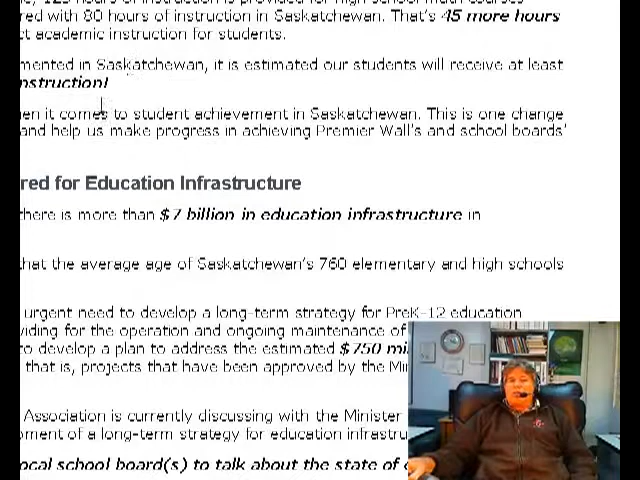 red with 80 hours of instruction in Saskatchewan. That's 45 more hours
ct academic instruction for students.
mented in Saskatchewan, it is estimated our students will receive at least
nstruction!
en it comes to student achievement in Saskatchewan. This is one change
and help us make progress in achieving Premier Wall's and school boards'
red for Education Infrastructure
there is more than $7 billion in education infrastructure in
hat the average age of Saskatchewan's 760 elementary and high schools
urgent need to develop a long-term strategy for PreK-12 education
viding for the operation and ongoing maintenance of
to develop a plan to address the estimated $750 mi
that is, projects that have been approved by the Mi
Association is currently discussing with the Minister
pment of a long-term strategy for education infrastru
ocal school board(s) to talk about the state of